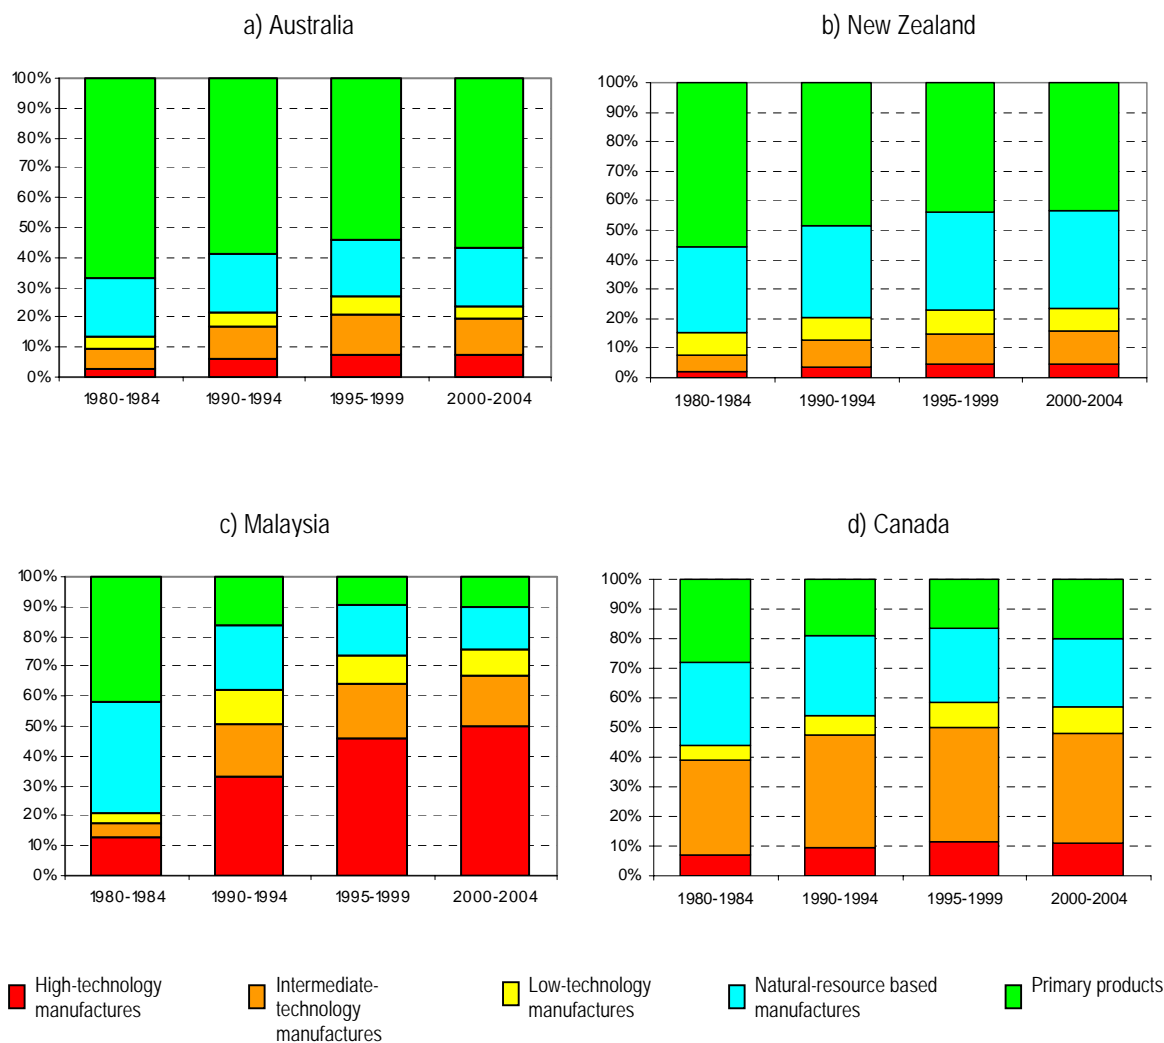 a) Australia
100%
90%
80%
70%
60%
50%
40%
30%
20%
10%
0%
1980-1984 1990-1994 1995-1999 2000-2004
b) New Zealand
100%
90%
80%
70%
60%
50%
40%
30%
20%
10%
0%
1980-1984 1990-1994 1995-1999 2000-2004
c) Malaysia
100%
90%
80%
70%
60%
50%
40%
30%
20%
10%
0%
1980-1984 1990-1994 1995-1999 2000-2004
d) Canada
100%
90%
80%
70%
60%
50%
40%
30%
20%
10%
0%
1980-1984 1990-1994 1995-1999 2000-2004
High-technology
manufactures
Intermediate-
technology
manufactures
Low-technology
manufactures
Natural-resource based
manufactures
Primary products